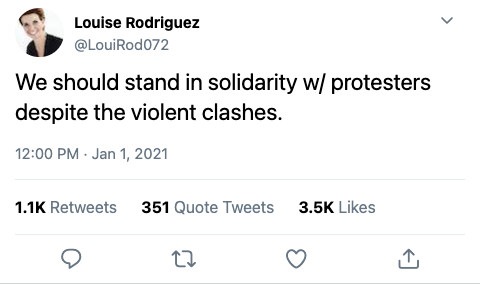 Louise Rodriguez
@LouiRod072
We should stand in solidarity w/ protesters
despite the violent clashes.
12:00 PM · Jan 1, 2021
1.1K Retweets 351 Quote Tweets 3.5K Likes